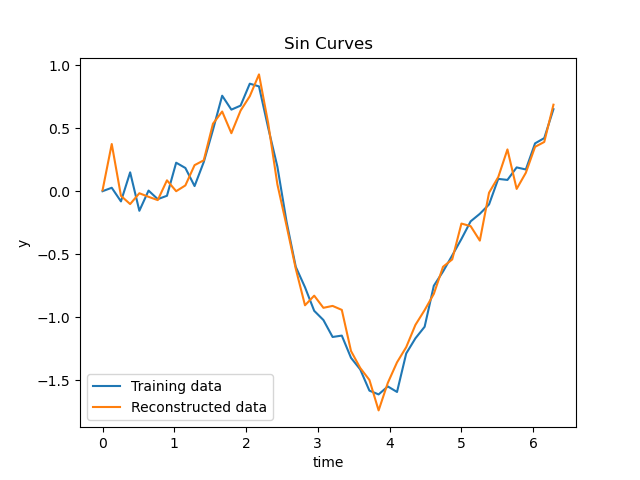 Sin Curves
1.0
0.5
0.0
−0.5
−1.0
−1.5
y
Training data
Reconstructed data
0 1 2 3 4 5 6
time